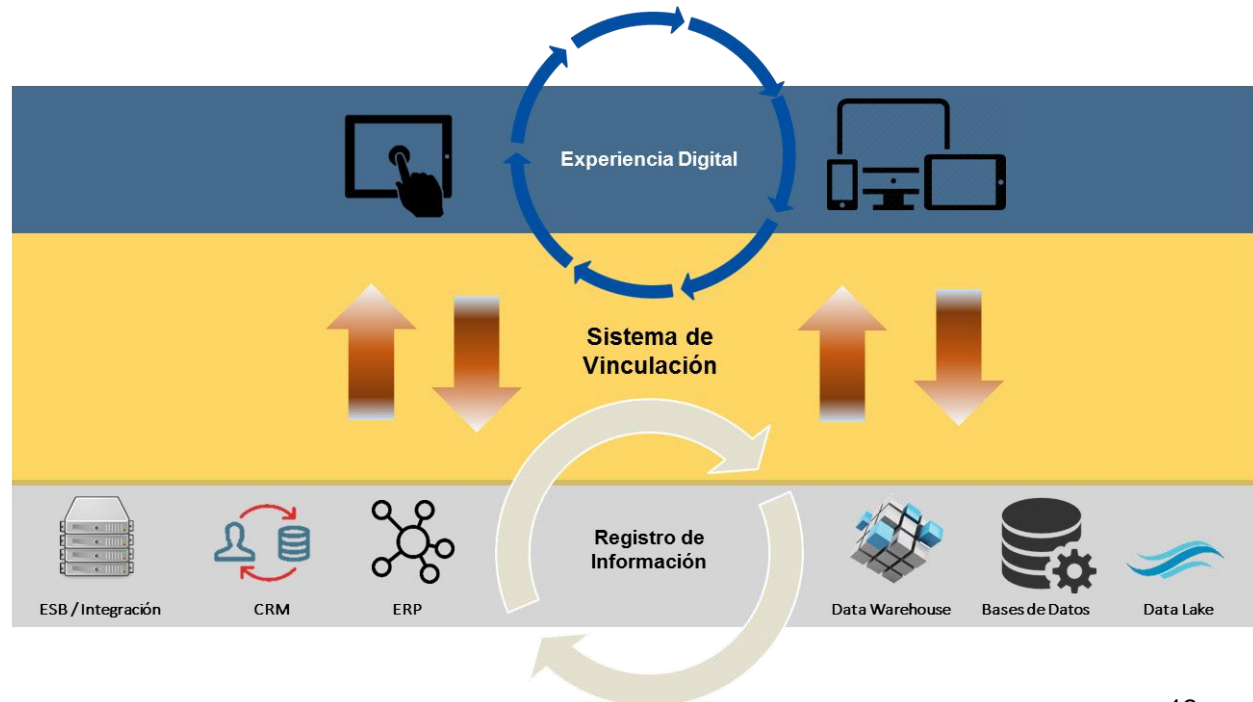 Experiencia Digital
Sistema de
Vinculación
Registro de
Información
ESB / Integración
CRM
ERP
Data Warehouse
Bases de Datos
Data Lake